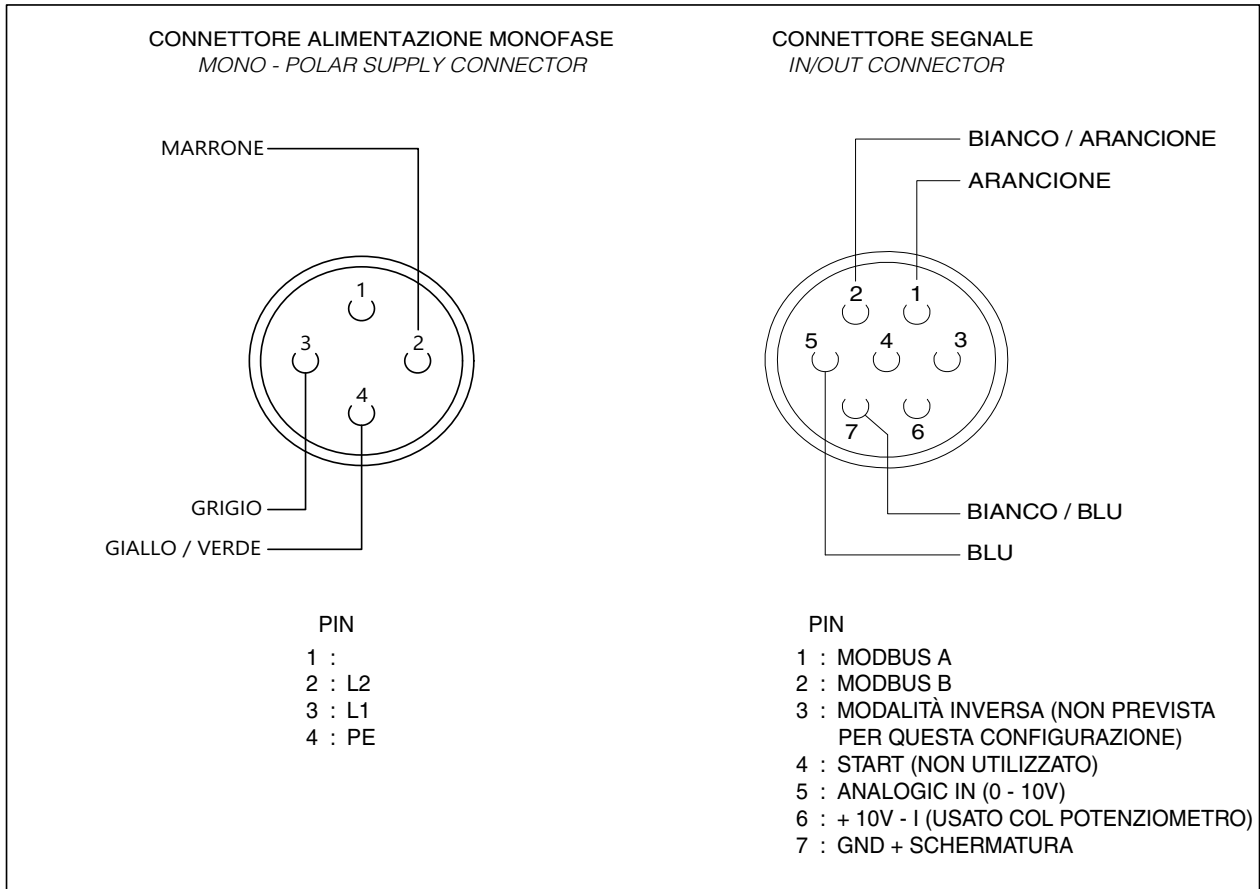 CONNETTORE ALIMENTAZIONE MONOFASE
MONO - POLAR SUPPLY CONNECTOR
MARRONE
1
3
2
4
GRIGIO
GIALLO / VERDE
PIN
1 :
2 : L2
3 : L1
4 : PE
CONNETTORE SEGNALE
IN/OUT CONNECTOR
BIANCO / ARANCIONE
ARANCIONE
2
1
5
4
3
7
6
BIANCO / BLU
BLU
PIN
1 : MODBUS A
2 : MODBUS B
3 : MODALITÀ INVERSA (NON PREVISTA
PER QUESTA CONFIGURAZIONE)
4 : START (NON UTILIZZATO)
5 : ANALOGIC IN (0 - 10V)
6 : + 10V - I (USATO COL POTENZIOMETRO)
7 : GND + SCHERMATURA